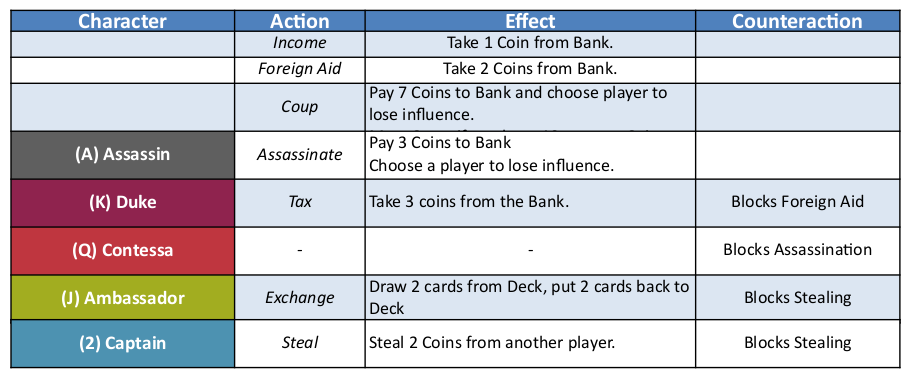 Character Action Effect Counteraction
Income Take 1 Coin from Bank.
Foreign Aid Take 2 Coins from Bank.
Coup Pay 7 Coins to Bank and choose player to
lose influence.
(A) Assassin Assassinate Pay 3 Coins to Bank
Choose a player to lose influence.
(K) Duke Tax Take 3 coins from the Bank. Blocks Foreign Aid
(Q) Contessa - - Blocks Assassination
(J) Ambassador Exchange Draw 2 cards from Deck, put 2 cards back to
Deck Blocks Stealing
(2) Captain Steal Steal 2 Coins from another player. Blocks Stealing